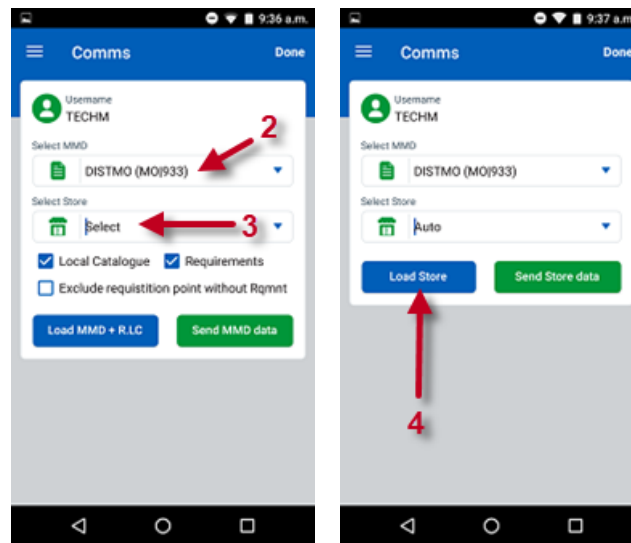 9:36 a.m.
Comms Done
Username
TECHM
2
Select MMD
DISTMO (MO|933)
Select Store
Select
3
Local Catalogue Requirements
Exclude requistition point without Rqmnt
Load MMD + R.LC Send MMD data
9:37 a.m
Comms Done
Username
TECHM
Select MMD
DISTMO (MO|933)
Select Store
Auto
Load Store Send Store data
4